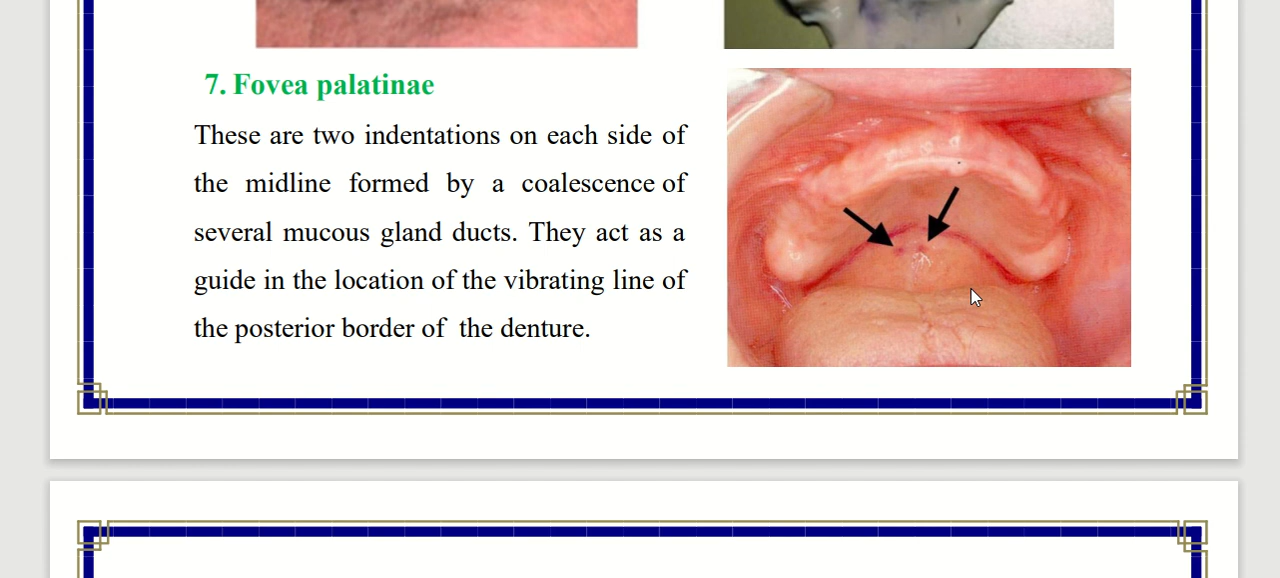 7. Fovea palatinae
These are two indentations on each side of
the midline formed by a coalescence of
several mucous gland ducts. They act as a
guide in the location of the vibrating line of
the posterior border of the denture.